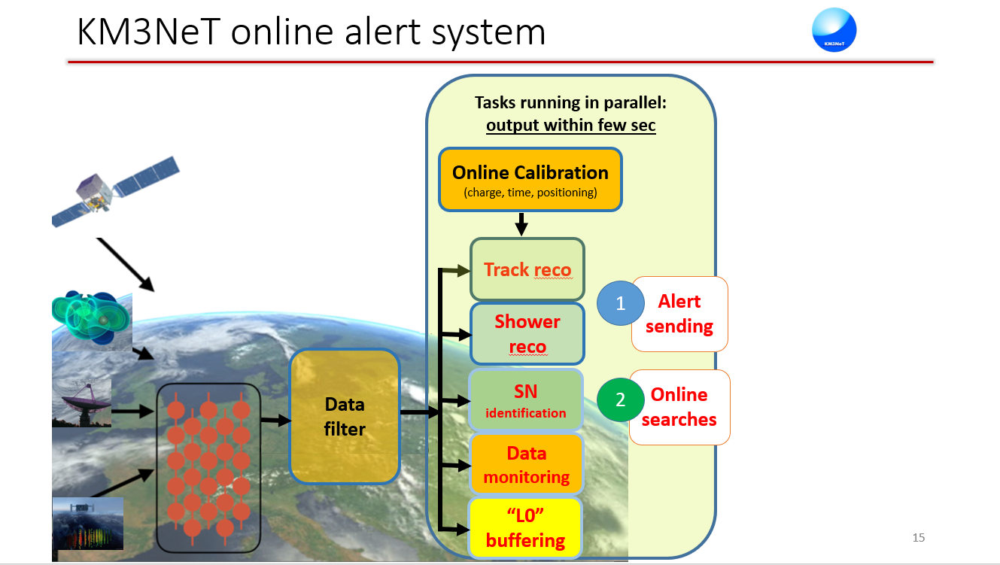 KM3NeT online alert system
KM3NeT
Tasks running in parallel:
output within few sec
Online Calibration
(charge, time, positioning)
Track reco
Shower
reco
SN
identification
Data
monitoring
“L0”
buffering
Data
filter
1
Alert
sending
2
Online
searches
15